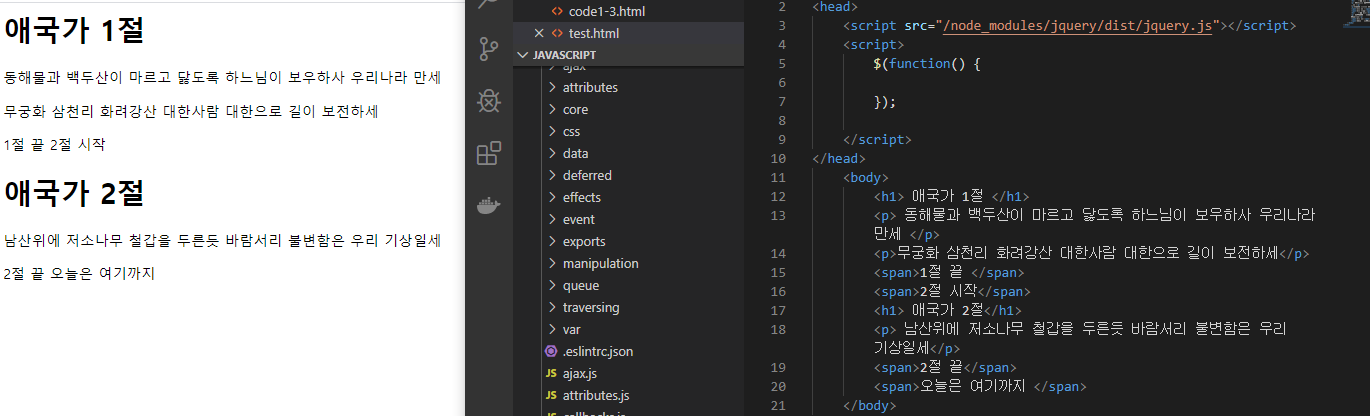 애국가 1절
동해물과 백두산이 마르고 닳도록 하느님이 보우하사 우리나라 만세
무궁화 삼천리 화려강산 대한사람 대한으로 길이 보전하세
1절 끝 2절 시작
애국가 2절
남산위에 저소나무 철갑을 두른듯 바람서리 불변함은 우리 기상일세
2절 끝 오늘은 여기까지
code1-3.html
test.html
JAVASCRIPT
ajax
attributes
core
css
data
deferred
effects
event
exports
manipulation
queue
traversing
var
.eslintrc.json
JS ajax.js
JS attributes.js
JS callbacks.js
2 <head>
3 <script src="/node_modules/jquery/dist/jquery.js"></script>
4 <script>
5 $(function() {
6
7 });
8
9 </script>
10 </head>
11 <body>
12 <h1> 애국가 1절 </h1>
13 <p> 동해물과 백두산이 마르고 닳도록 하느님이 보우하사 우리나라
만세 </p>
14 <p>무궁화 삼천리 화려강산 대한사람 대한으로 길이 보전하세</p>
15 <span>1절 끝 </span>
16 <span>2절 시작</span>
17 <h1> 애국가 2절</h1>
18 <p> 남산위에 저소나무 철갑을 두른듯 바람서리 불변함은 우리
기상일세</p>
19 <span>2절 끝</span>
20 <span>오늘은 여기까지 </span>
21 </body>